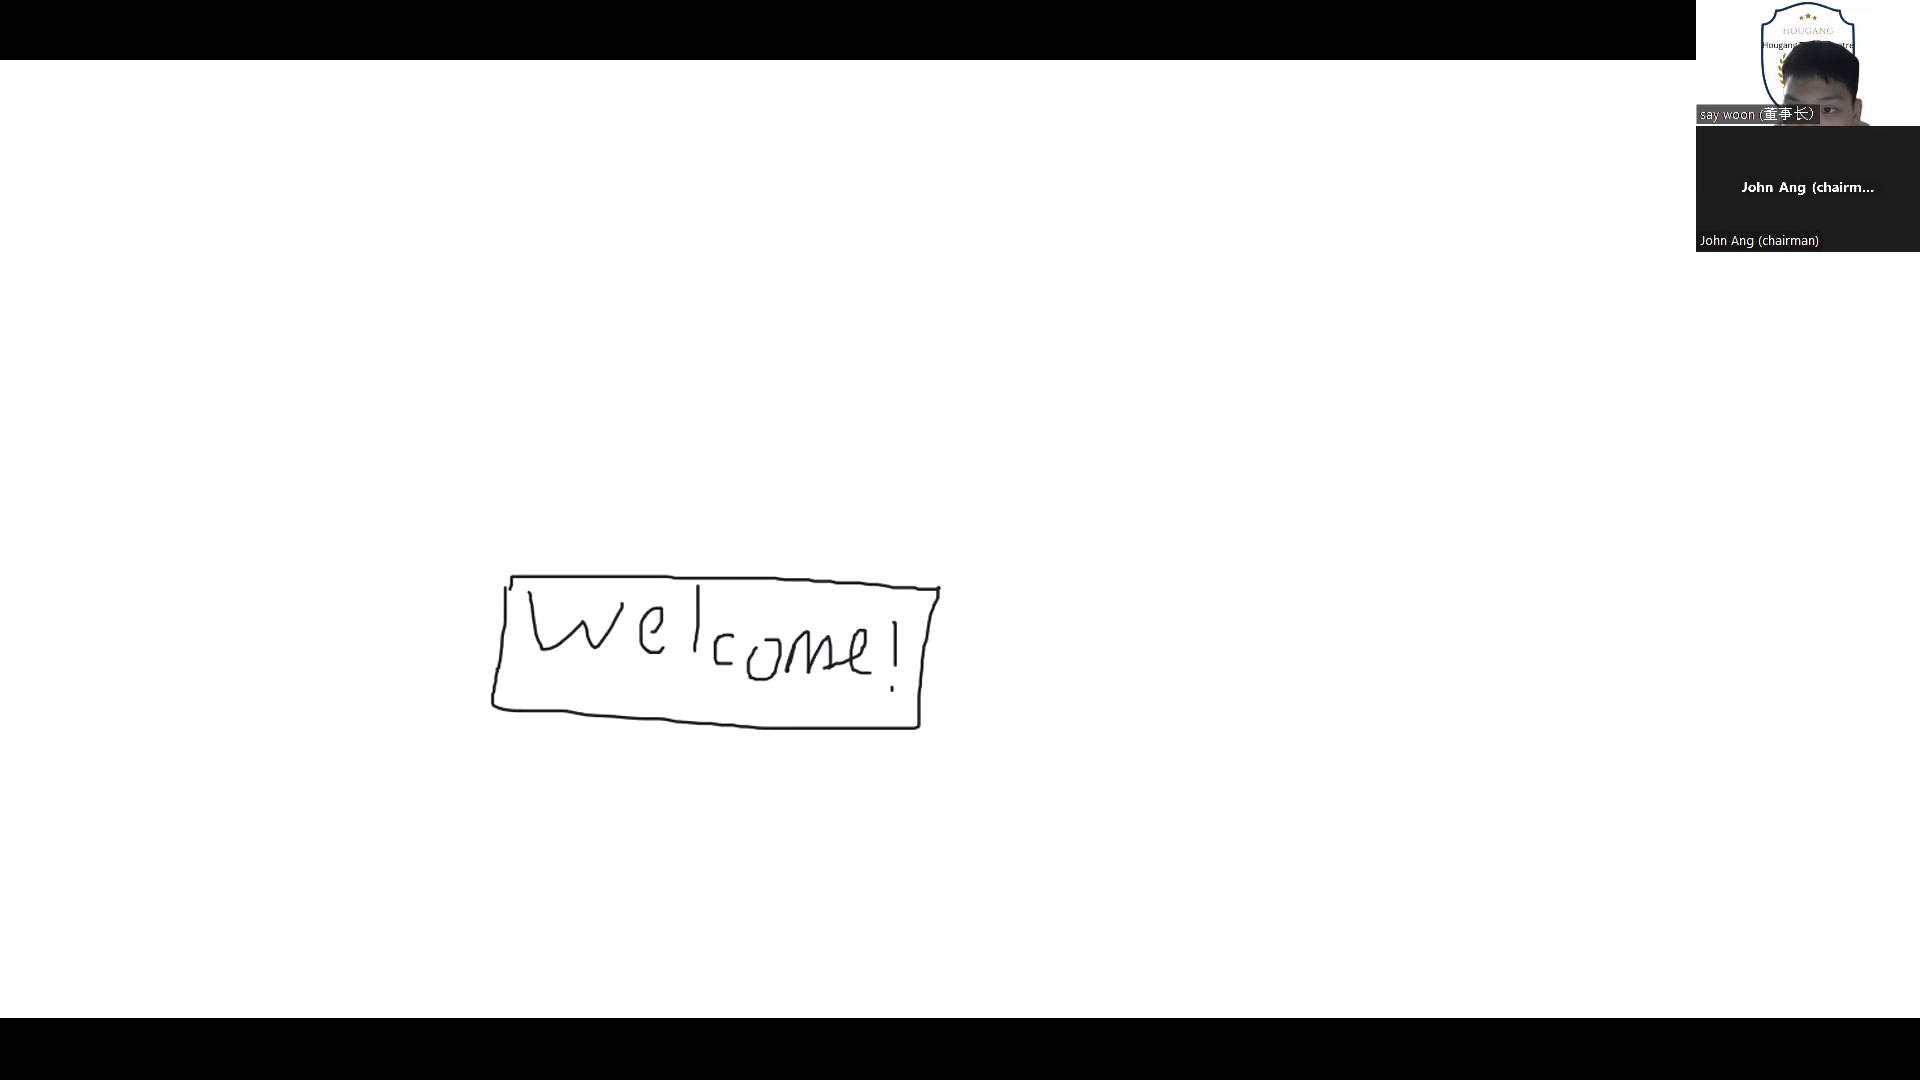 HOUGANG
say woon (董事长)
John Ang (chairm...
John Ang (chairman)
welcome!